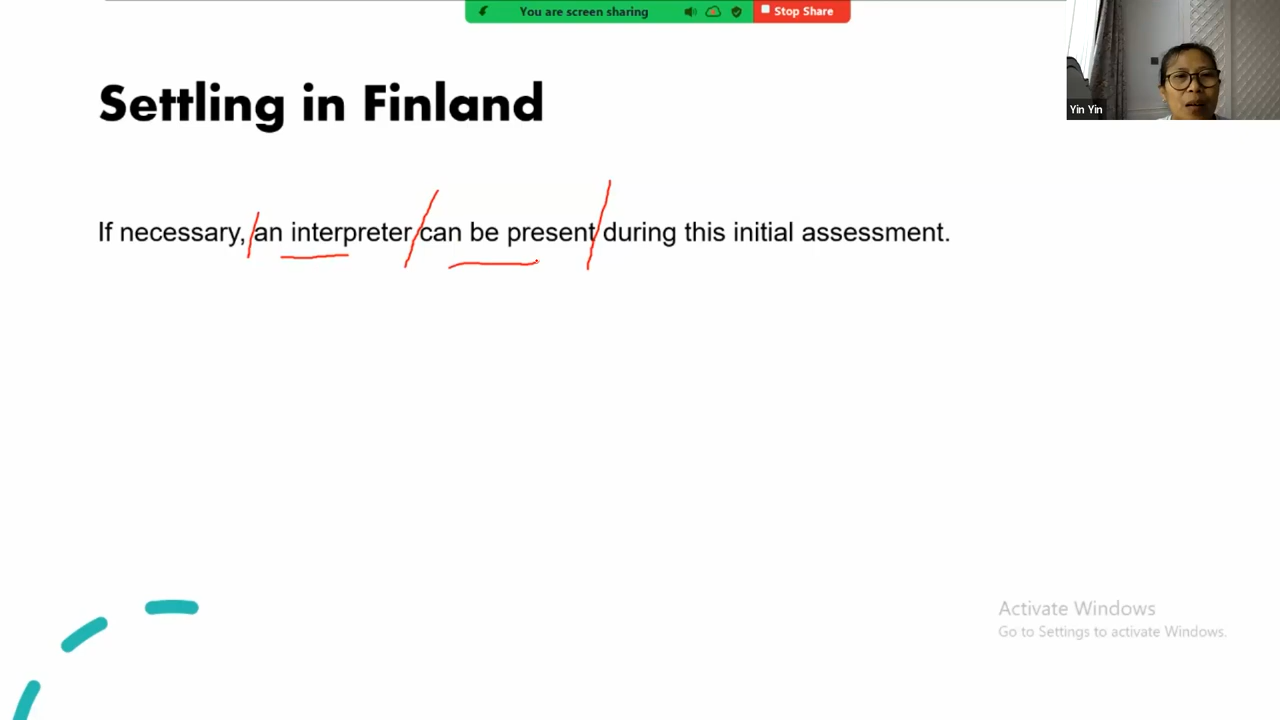 You are screen sharing
Stop Share
Yin Yin
Settling in Finland
If necessary, an interpreter can be present during this initial assessment.
Activate Windows
Go to Settings to activate Windows.